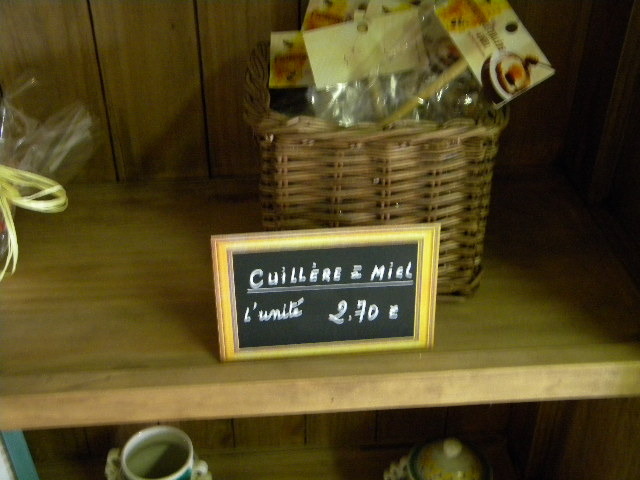 CUILLÈRE à MIEL
l'unité 2,70 €